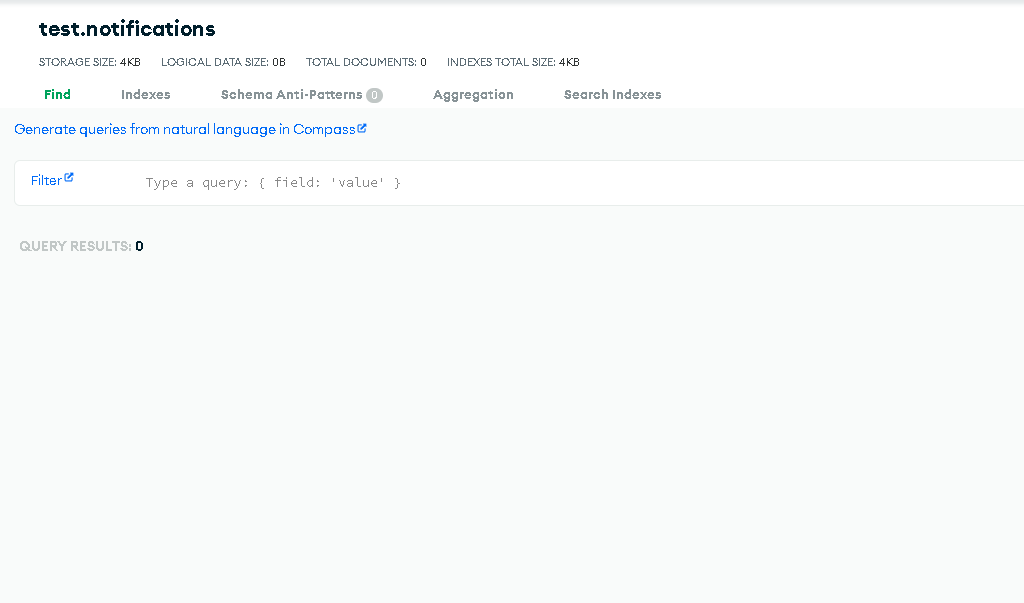 test.notifications
STORAGE SIZE: 4KB LOGICAL DATA SIZE: 0B TOTAL DOCUMENTS: 0 INDEXES TOTAL SIZE: 4KB
Find Indexes Schema Anti-Patterns 0 Aggregation Search Indexes
Generate queries from natural language in Compass
Filter Type a query: { field: 'value' }
QUERY RESULTS: 0